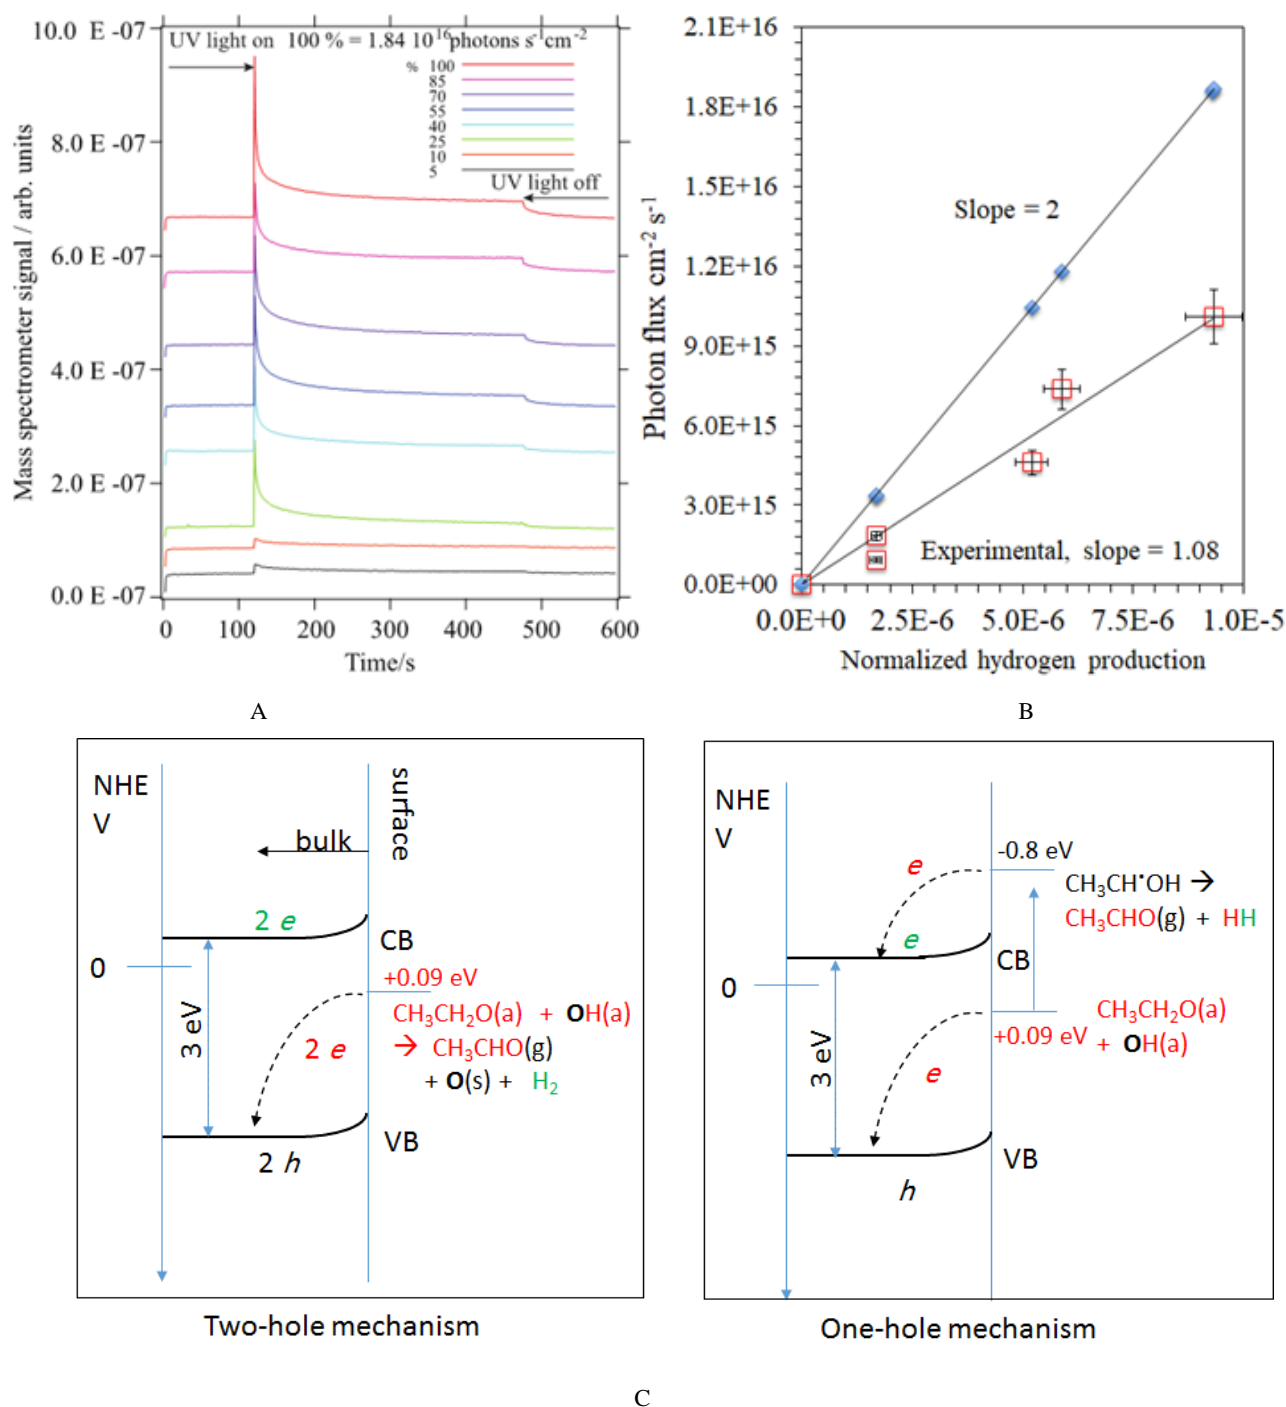 UV light on 100 % = 1.84 10^16 photons s^-1 cm^-2
% 100
85
70
55
40
25
10
5
UV light off
10.0 E -07
8.0 E -07
6.0 E -07
4.0 E -07
2.0 E -07
0.0 E -07
Mass spectrometer signal / arb. units
0 100 200 300 400 500 600
Time/s
A
2.1E+16
1.8E+16
1.5E+16
1.2E+16
9.0E+15
6.0E+15
3.0E+15
0.0E+00
Photon flux cm^-2 s^-1
Slope = 2
Experimental, slope = 1.08
0.0E+0 2.5E-6 5.0E-6 7.5E-6 1.0E-5
Normalized hydrogen production
B
NHE
V
surface
bulk
2 e
CB
0
+0.09 eV
3 eV
CH₃CH₂O(a) + OH(a)
→ CH₃CHO(g)
+ O(s) + H₂
2 e
VB
2 h
Two-hole mechanism
NHE
V
-0.8 eV
e
CH₃CH•OH →
CH₃CHO(g) + HH
e
CB
0
CH₃CH₂O(a)
+0.09 eV + OH(a)
3 eV
e
VB
h
One-hole mechanism
C